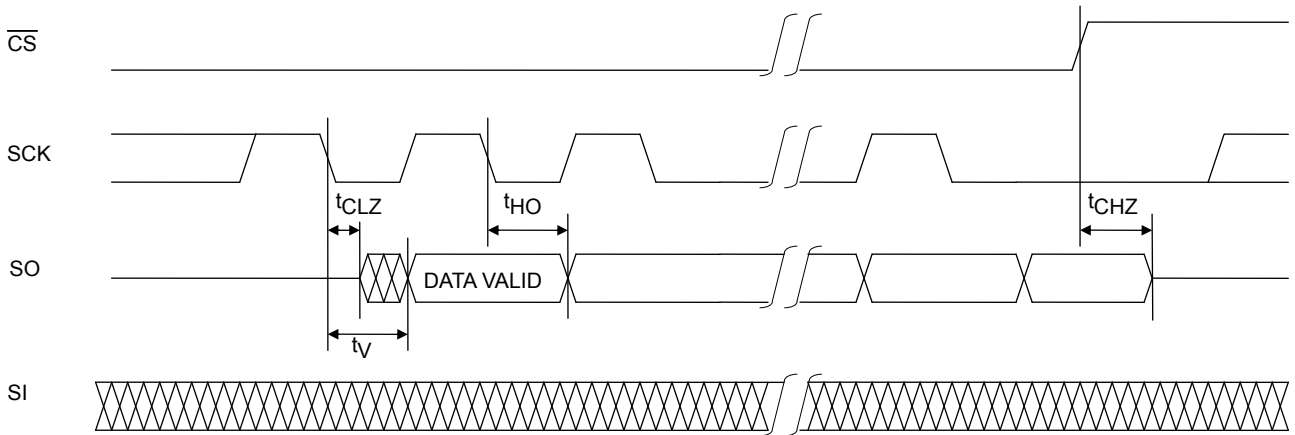 CS
SCK
tCLZ
tHO
tCHZ
SO
DATA VALID
tV
SI